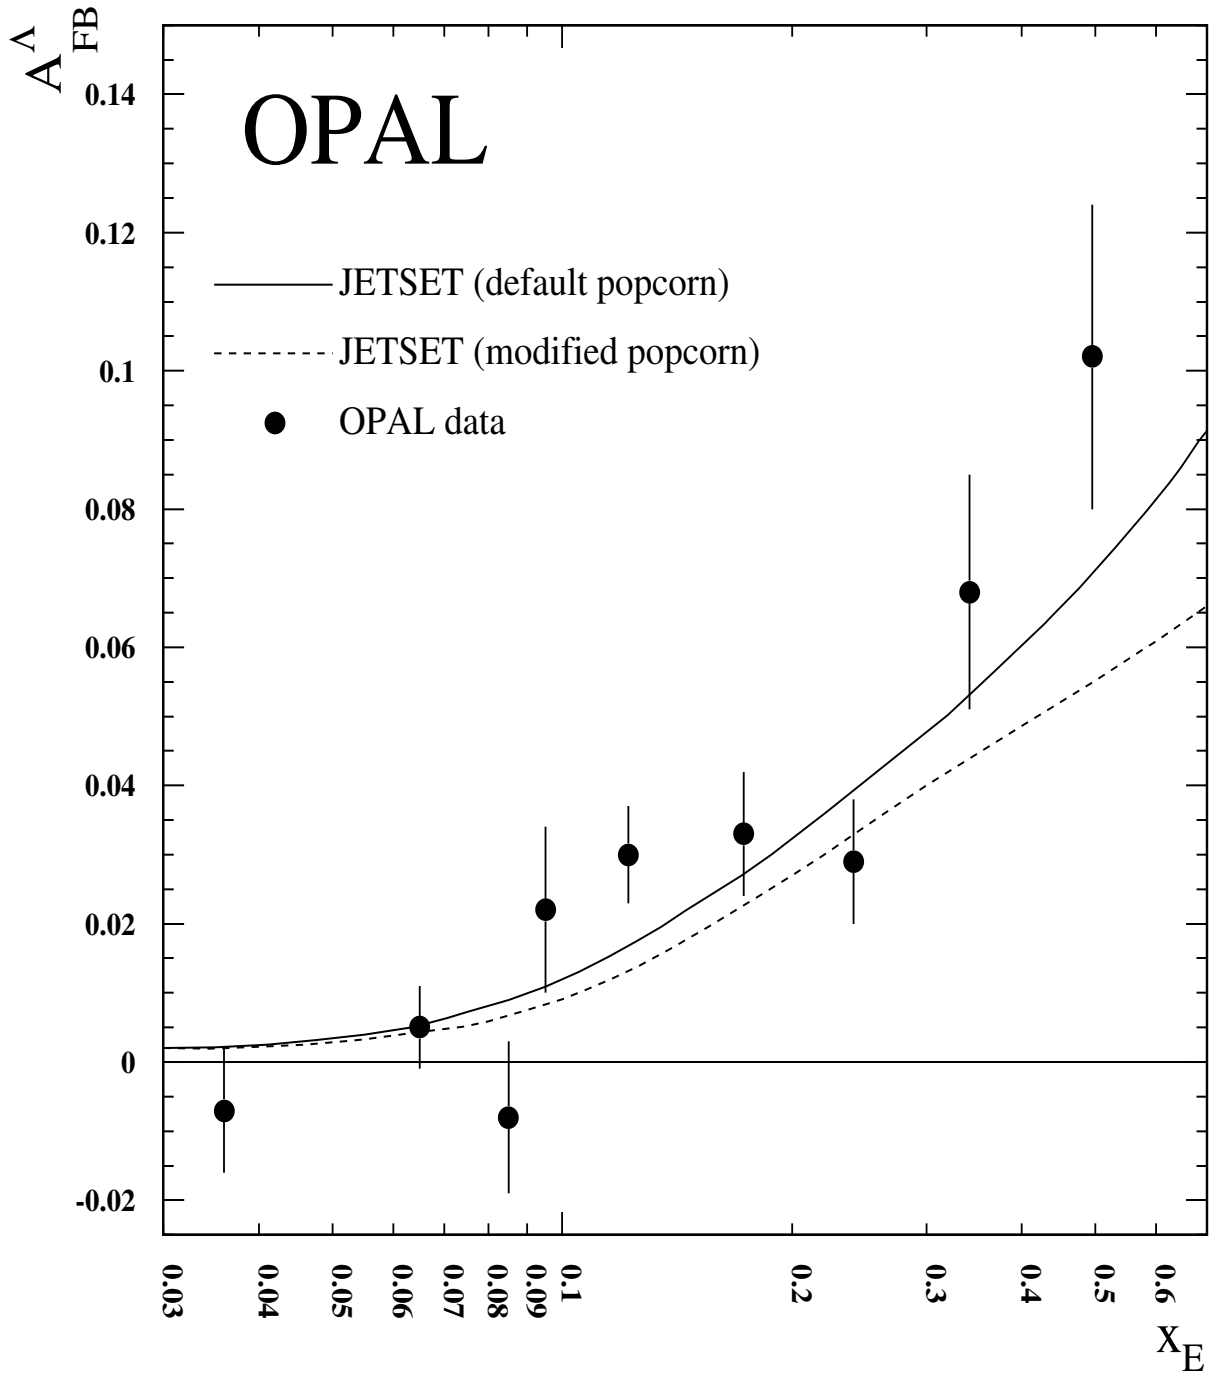 A^Λ_FB
0.14
OPAL
0.12
JETSET (default popcorn)
JETSET (modified popcorn)
0.1
OPAL data
0.08
0.06
0.04
0.02
0
-0.02
0.03 0.04 0.05 0.06 0.07 0.08 0.09 0.1 0.2 0.3 0.4 0.5 0.6
x_E